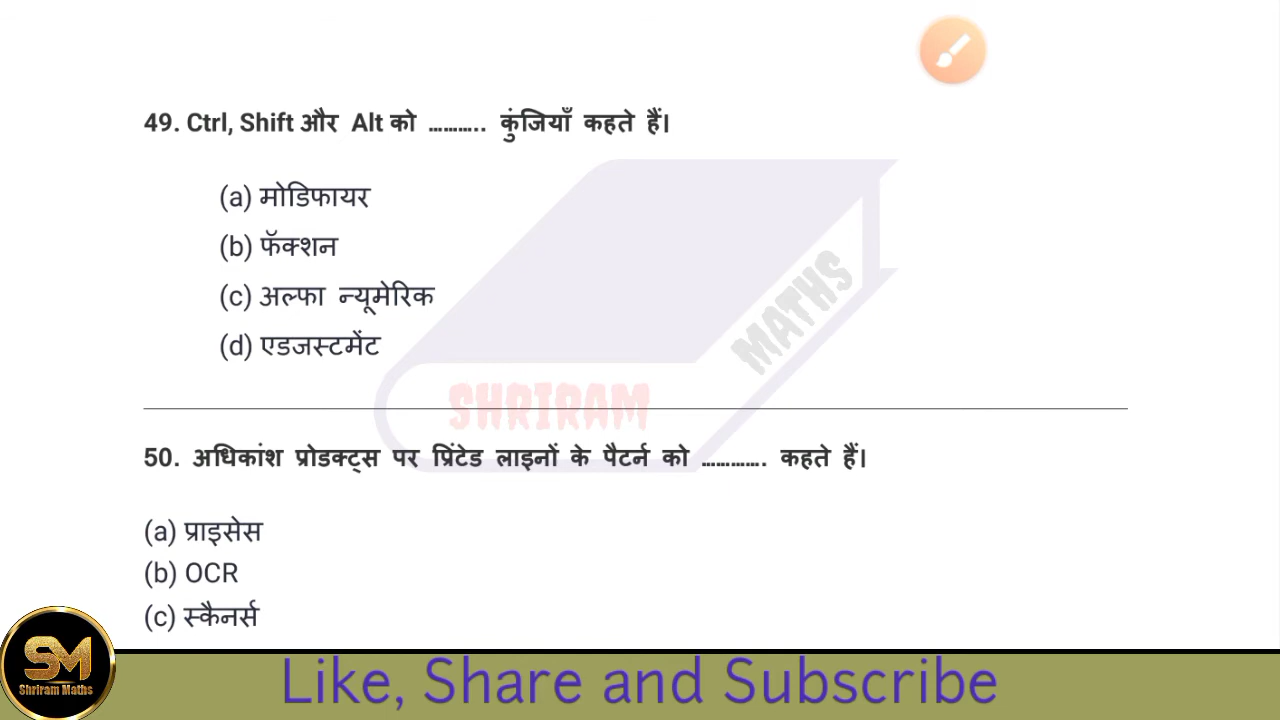 49. Ctrl, Shift और Alt को ……….. कुंजियाँ कहते हैं।
(a) मोडिफायर
(b) फॅक्शन
(c) अल्फा न्यूमेरिक
(d) एडजस्टमेंट
MATHS
SHRIRAM
50. अधिकांश प्रोडक्ट्स पर प्रिंटेड लाइनों के पैटर्न को …………. कहते हैं।
(a) प्राइसेस
(b) OCR
(c) स्कैनर्स
SM
Shriram Maths
Like, Share and Subscribe